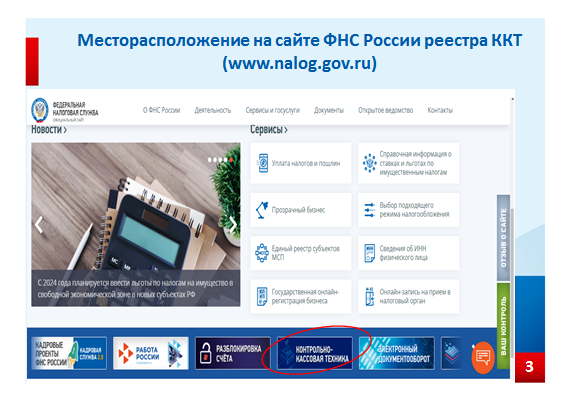 Месторасположение на сайте ФНС России реестра ККТ
(www.nalog.gov.ru)
ФЕДЕРАЛЬНАЯ
НАЛОГОВАЯ СЛУЖБА
официальный сайт
О ФНС России
Деятельность
Сервисы и госуслуги
Документы
Открытое ведомство
Контакты
Новости >
Сервисы >
С 2024 года планируется ввести льготы по налогам на имущество в
свободной экономической зоне в новых субъектах РФ
Уплата налогов и пошлин
Справочная информация о
ставках и льготах по
имущественным налогам
Прозрачный бизнес
Выбор подходящего
режима налогообложения
Единый реестр субъектов
МСП
Сведения об ИНН
физического лица
Государственная онлайн-
регистрация бизнеса
Онлайн-запись на прием в
налоговый орган
ОТЗЫВ О САЙТЕ
ВАШ КОНТРОЛЬ
КАДРОВЫЕ
ПРОЕКТЫ
ФНС РОССИИ
КАДРОВАЯ
СЛУЖБА 2.0
РАБОТА
РОССИИ
РАЗБЛОКИРОВКА
СЧЁТА
КОНТРОЛЬНО-
КАССОВАЯ ТЕХНИКА
ЭЛЕКТРОННЫЙ
ДОКУМЕНТООБОРОТ
3